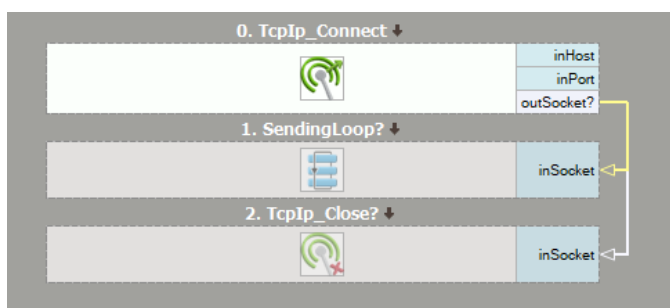 0. TcpIp_Connect
inHost
inPort
outSocket?
1. SendingLoop?
inSocket
2. TcpIp_Close?
inSocket